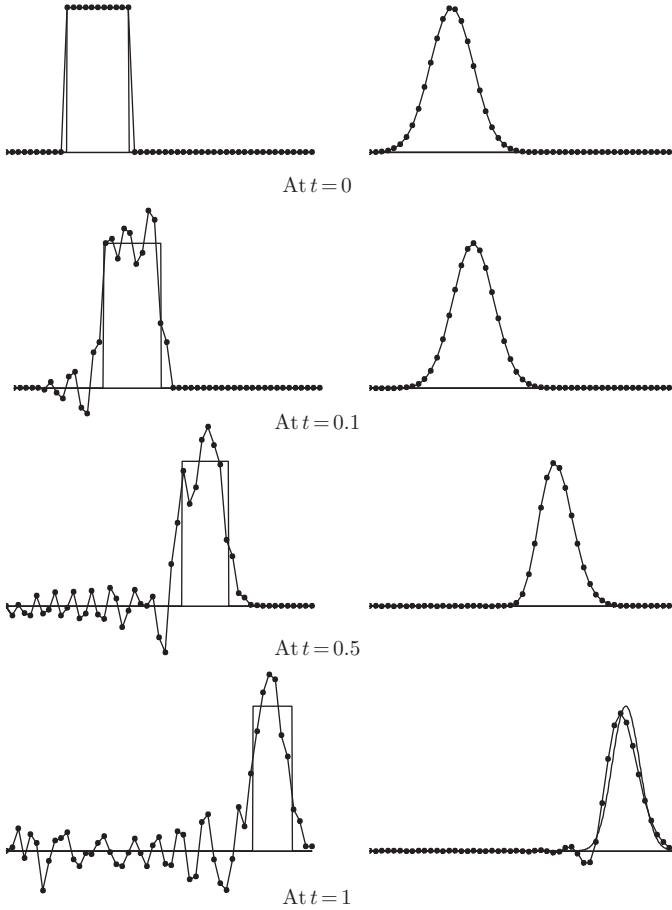 At t = 0
At t = 0.1
At t = 0.5
At t = 1